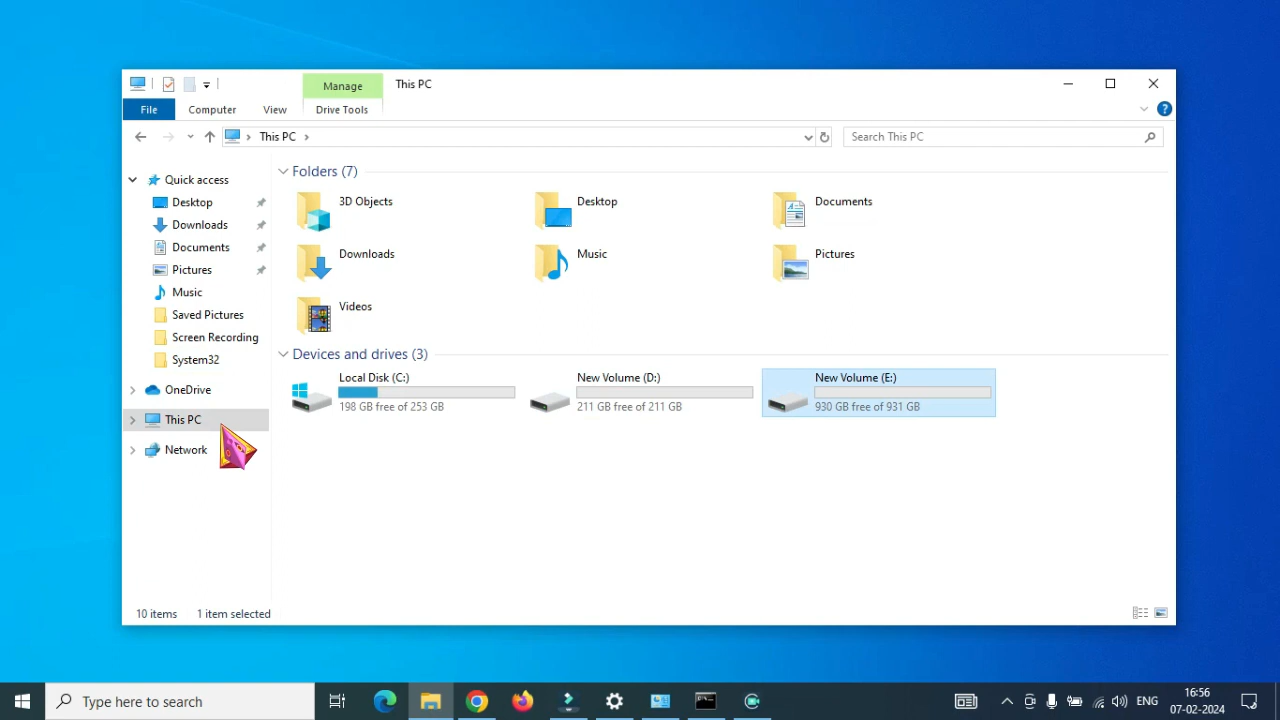 Manage
This PC
File
Computer
View
Drive Tools
This PC
Search This PC
Quick access
Desktop
Downloads
Documents
Pictures
Music
Saved Pictures
Screen Recording
System32
OneDrive
This PC
Network
Folders (7)
3D Objects
Desktop
Documents
Downloads
Music
Pictures
Videos
Devices and drives (3)
Local Disk (C:)
198 GB free of 253 GB
New Volume (D:)
211 GB free of 211 GB
New Volume (E:)
930 GB free of 931 GB
10 items
1 item selected
Type here to search
ENG
16:56
07-02-2024